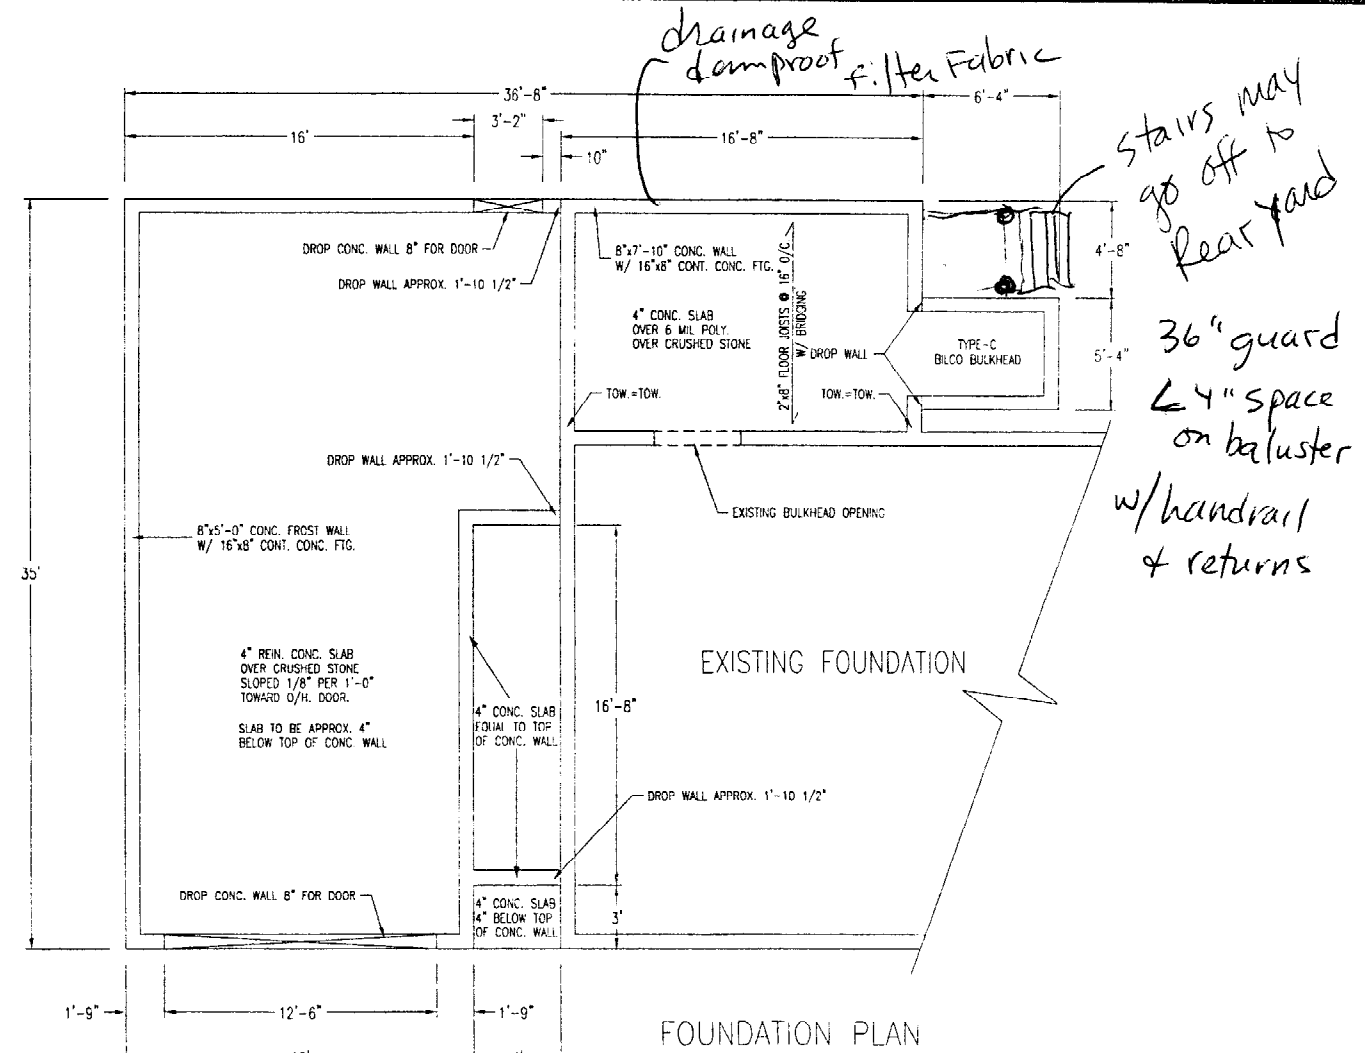 drainage
damproof filter Fabric
36'-8"
6'-4"
3'-2"
16'
16'-8"
10"
stairs may
go off to
Rear yard
DROP CONC. WALL 8" FOR DOOR
8"x7'-10" CONC. WALL
W/ 16"x8" CONT. CONC. FTG.
4'-8"
DROP WALL APPROX. 1'-10 1/2"
2"x8" FLOOR JOISTS @ 16" O/C
W/ BRIDGING
4" CONC. SLAB
OVER 6 MIL POLY.
OVER CRUSHED STONE
DROP WALL
TYPE-C
BILCO BULKHEAD
5'-4"
36" guard
<4" space
on baluster
w/handrail
& returns
TOW.=TOW.
TOW.=TOW.
DROP WALL APPROX. 1'-10 1/2"
EXISTING BULKHEAD OPENING
8"x5'-0" CONC. FROST WALL
W/ 16"x8" CONT. CONC. FTG.
35'
4" REIN. CONC. SLAB
OVER CRUSHED STONE
SLOPED 1/8" PER 1'-0"
TOWARD O/H. DOOR.
SLAB TO BE APPROX. 4"
BELOW TOP OF CONC. WALL
EXISTING FOUNDATION
4" CONC. SLAB
EQUAL TO TOP
OF CONC. WALL
16'-8"
DROP WALL APPROX. 1'-10 1/2"
DROP CONC. WALL 8" FOR DOOR
4" CONC. SLAB
4" BELOW TOP
OF CONC. WALL
3'
1'-9"
12'-6"
1'-9"
FOUNDATION PLAN